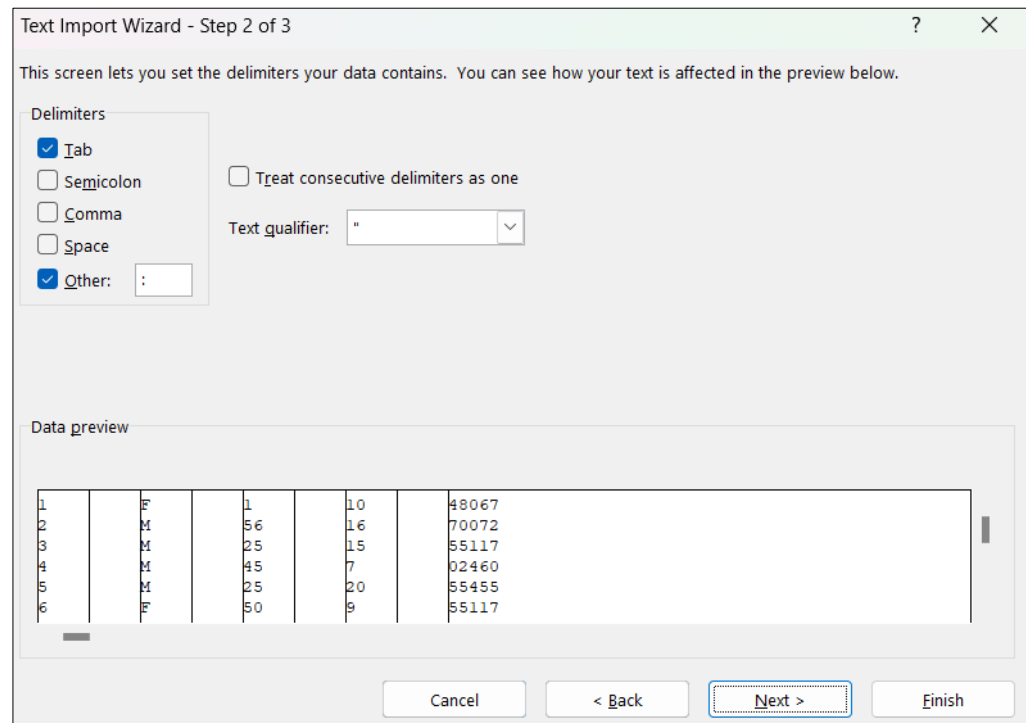 Text Import Wizard - Step 2 of 3 ? ×
This screen lets you set the delimiters your data contains. You can see how your text is affected in the preview below.
Delimiters
Tab
Semicolon
Comma
Space
Other: :
Treat consecutive delimiters as one
Text qualifier: "
Data preview
1 F 1 10 48067
2 M 56 16 70072
3 M 25 15 55117
4 M 45 7 02460
5 M 25 20 55455
6 F 50 9 55117
Cancel < Back Next > Finish